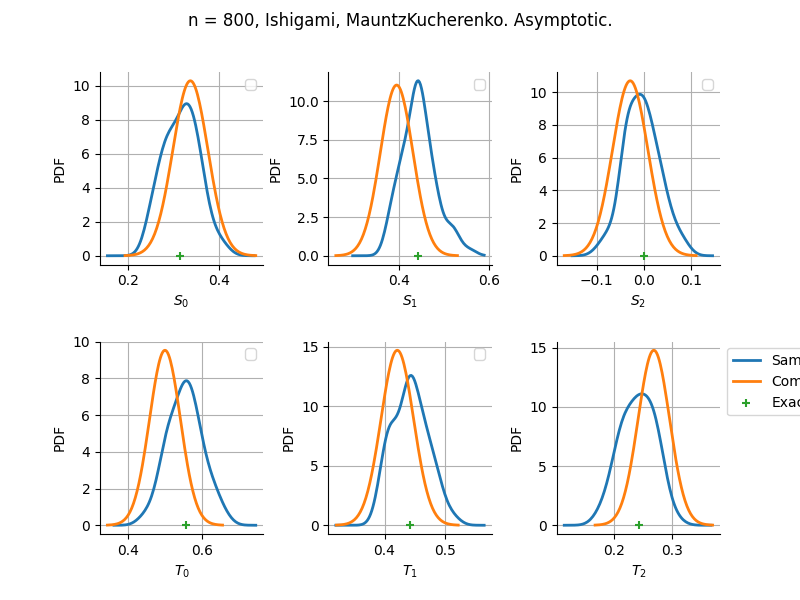 n = 800, Ishigami, MauntzKucherenko. Asymptotic.
PDF
10
8
6
4
2
0
0.2
0.4
S₀
PDF
10.0
7.5
5.0
2.5
0.0
0.4
0.6
S₁
PDF
10
8
6
4
2
0
−0.1
0.0
0.1
S₂
PDF
10
8
6
4
2
0
0.4
0.6
T₀
PDF
15
10
5
0
0.4
0.5
T₁
PDF
15
10
5
0
0.2
0.3
T₂
Sam
Com
Exac